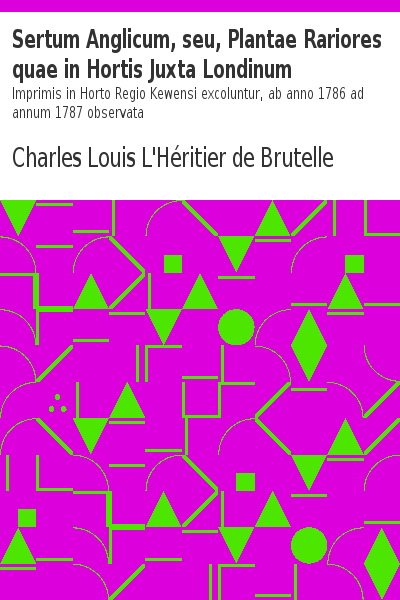 Sertum Anglicum, seu, Plantae Rariores
quae in Hortis Juxta Londinum
Imprimis in Horto Regio Kewensi excoluntur, ab anno 1786 ad
annum 1787 observata
Charles Louis L'Héritier de Brutelle